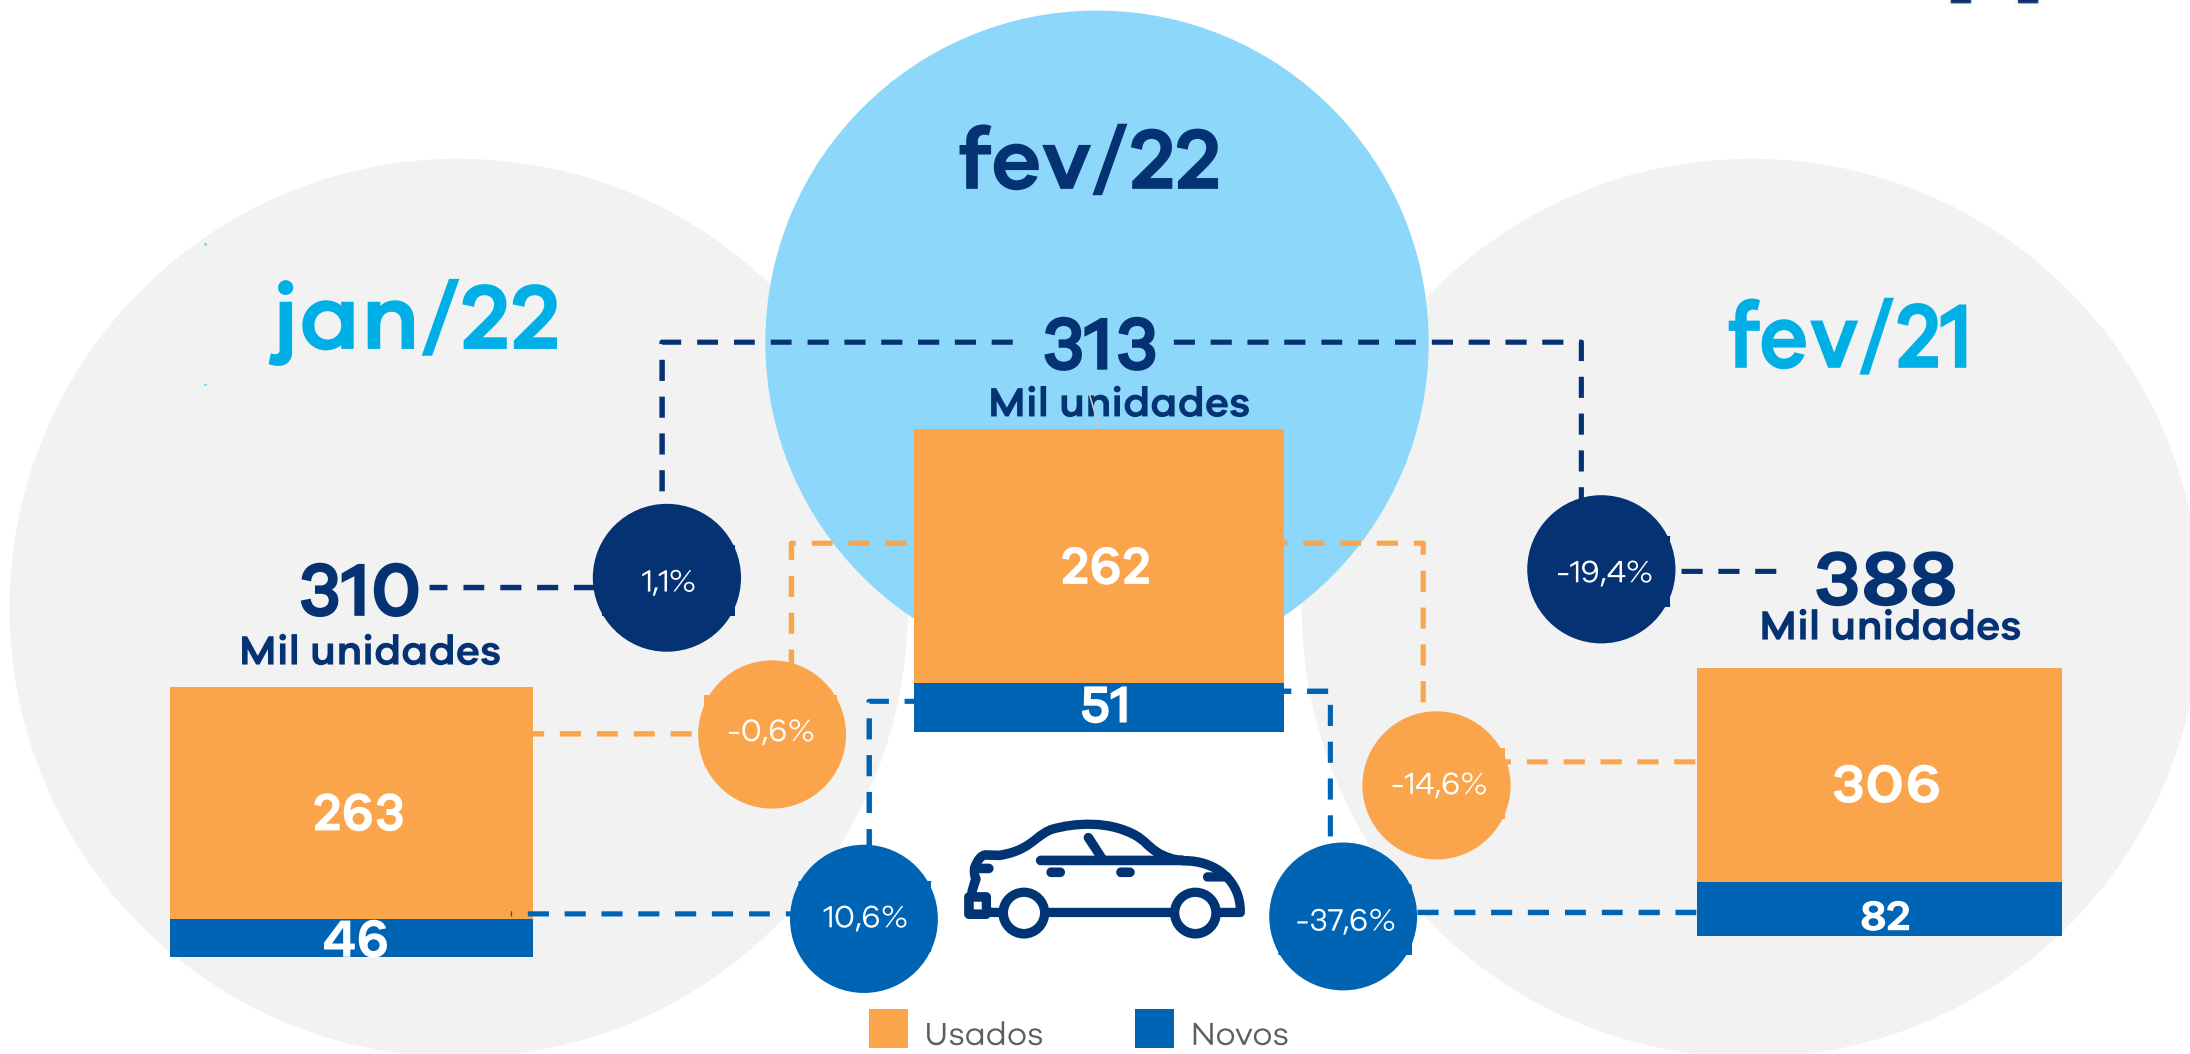 fev/22
jan/22
fev/21
313
Mil unidades
310
Mil unidades
1,1%
-19,4%
388
Mil unidades
262
51
-0,6%
-14,6%
263
46
306
82
10,6%
-37,6%
Usados
Novos